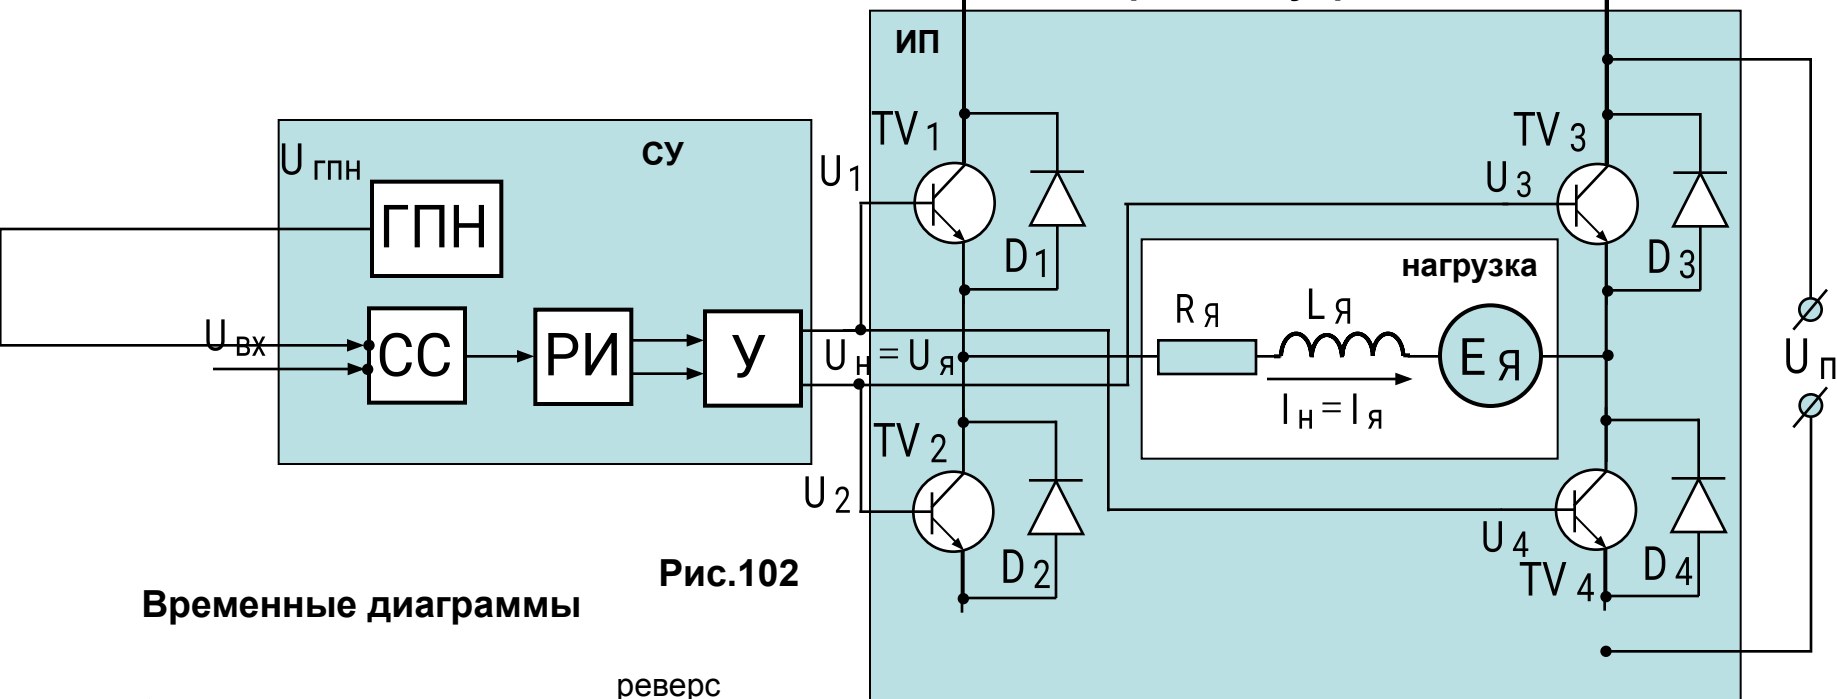 ИП
СУ
U ГПН
ГПН
U ВХ
СС
РИ
У
U 1
TV 1
D 1
U Н = U Я
U 2
TV 2
D 2
TV 3
U 3
D 3
нагрузка
R Я
L Я
E Я
I Н = I Я
U 4
TV 4
D 4
U П
Рис.102
Временные диаграммы
реверс